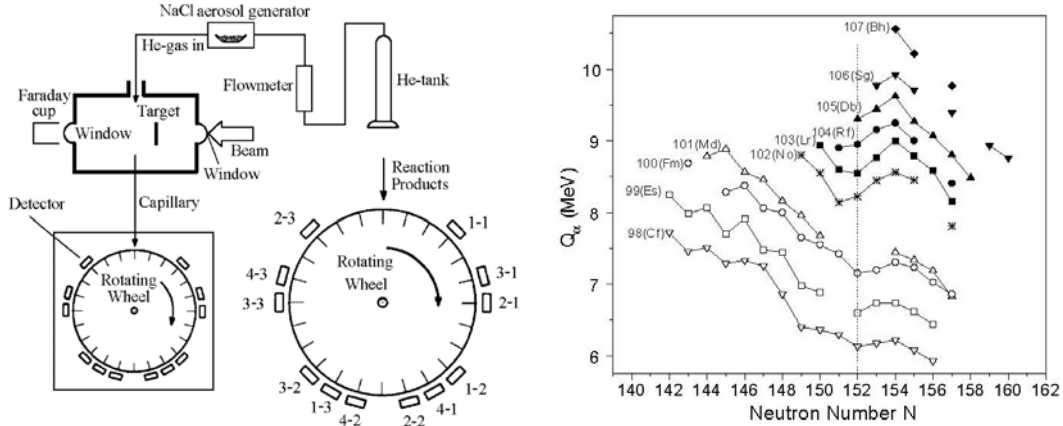 NaCl aerosol generator
He-gas in
Flowmeter
He-tank
Faraday
cup
Window
Target
Beam
Window
Detector
Capillary
Rotating
Wheel
Reaction
Products
2-3
1-1
4-3
3-1
3-3
2-1
Rotating
Wheel
3-2
1-3
4-2
2-2
4-1
1-2
107(Bh)
106(Sg)
105(Db)
104(Rf)
103(Lr)
102(No)
101(Md)
100(Fm)
99(Es)
98(Cf)
10
9
8
7
6
Qα (MeV)
140 142 144 146 148 150 152 154 156 158 160 162
Neutron Number N